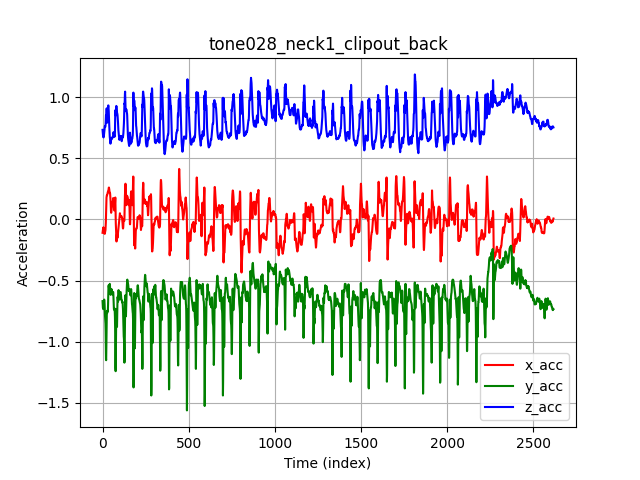 tone028_neck1_clipout_back
1.0
0.5
0.0
−0.5
−1.0
−1.5
Acceleration
0 500 1000 1500 2000 2500
Time (index)
x_acc
y_acc
z_acc